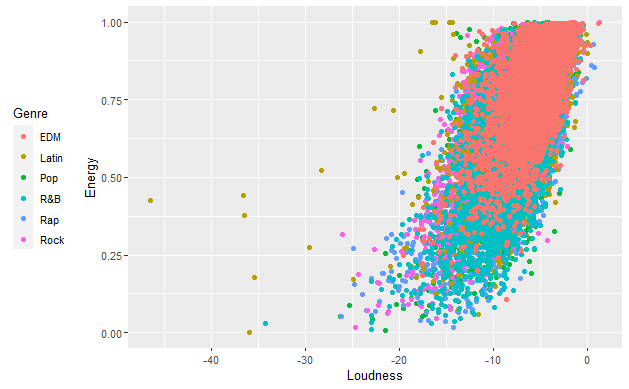 Genre
EDM
Latin
Pop
R&B
Rap
Rock
Energy
1.00
0.75
0.50
0.25
0.00
-40
-30
-20
-10
0
Loudness